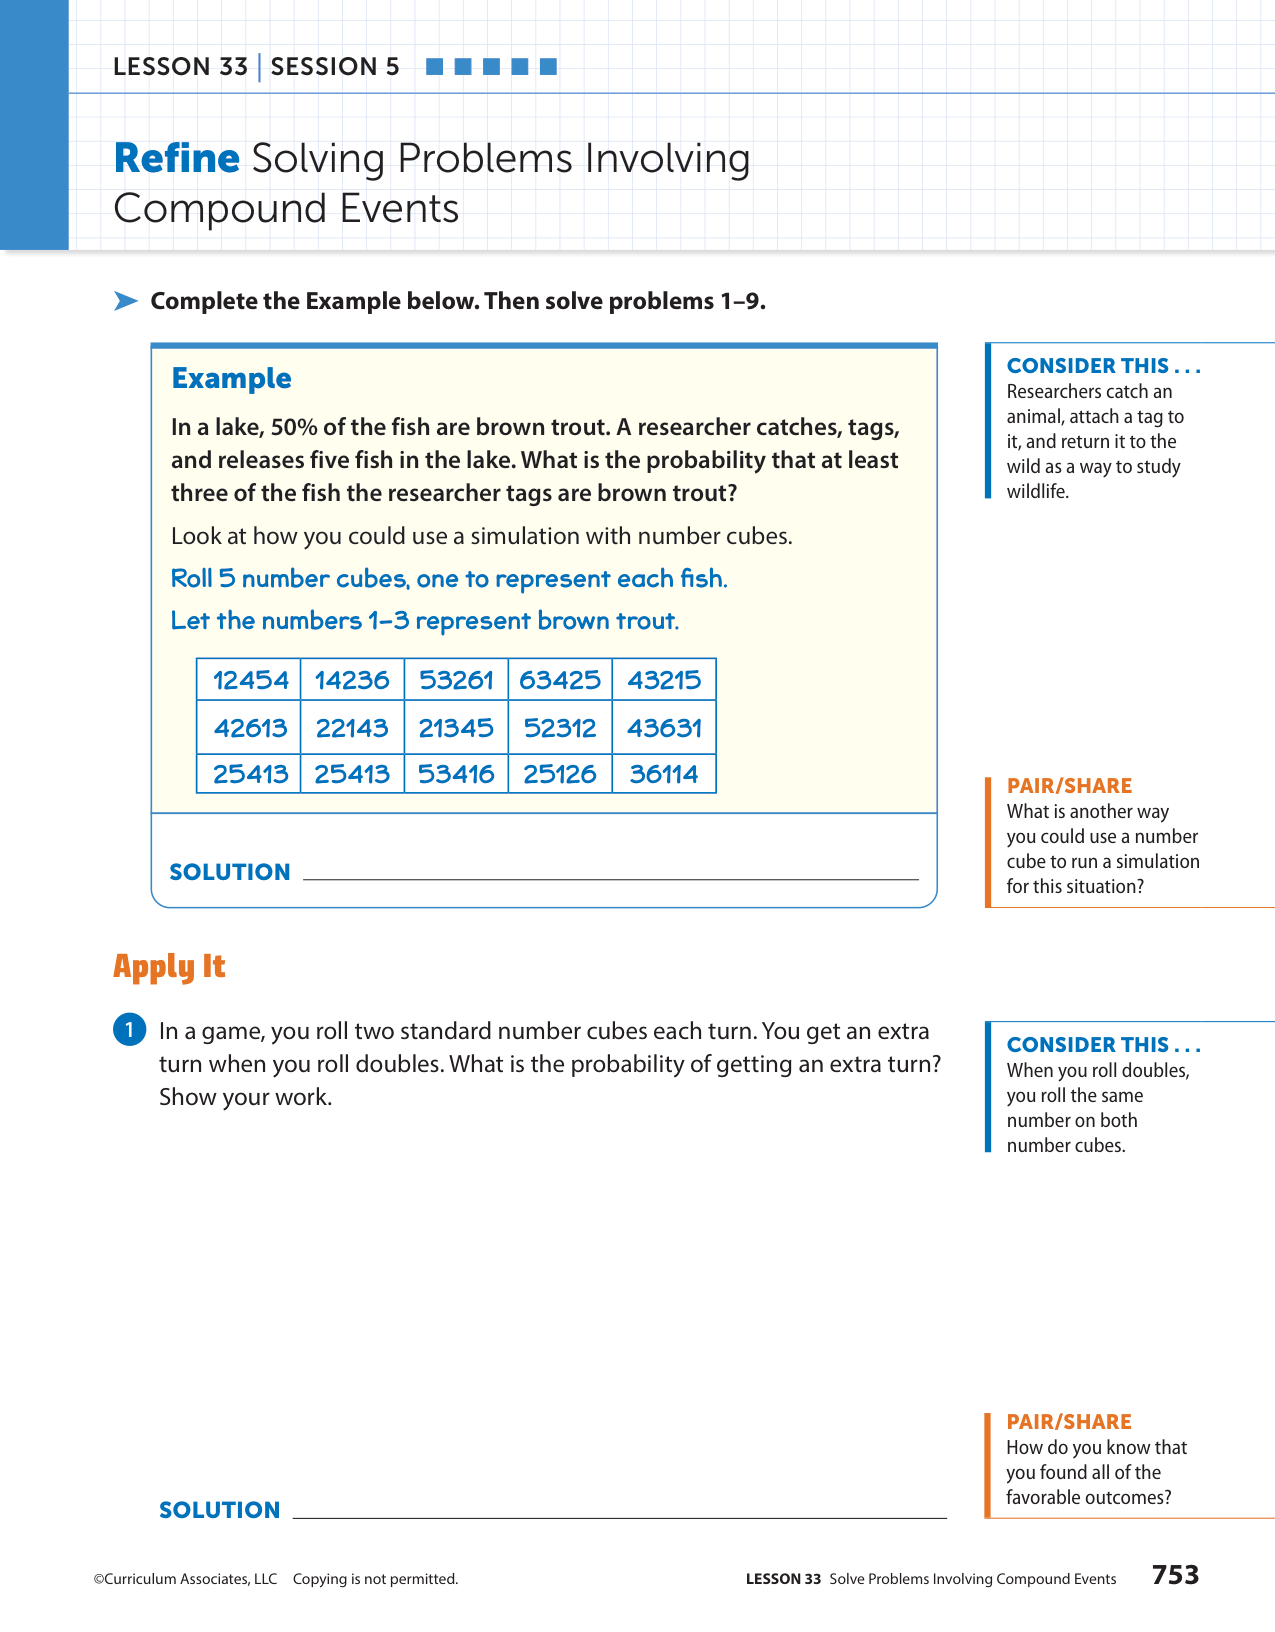 LESSON 33 | SESSION 5
Refine Solving Problems Involving
Compound Events
Complete the Example below. Then solve problems 1–9.
Example
In a lake, 50% of the fish are brown trout. A researcher catches, tags,
and releases five fish in the lake. What is the probability that at least
three of the fish the researcher tags are brown trout?
Look at how you could use a simulation with number cubes.
Roll 5 number cubes, one to represent each fish.
Let the numbers 1–3 represent brown trout.
12454 14236 53261 63425 43215
42613 22143 21345 52312 43631
25413 25413 53416 25126 36114
SOLUTION
CONSIDER THIS . . .
Researchers catch an
animal, attach a tag to
it, and return it to the
wild as a way to study
wildlife.
PAIR/SHARE
What is another way
you could use a number
cube to run a simulation
for this situation?
Apply It
1 In a game, you roll two standard number cubes each turn. You get an extra
turn when you roll doubles. What is the probability of getting an extra turn?
Show your work.
SOLUTION
CONSIDER THIS . . .
When you roll doubles,
you roll the same
number on both
number cubes.
PAIR/SHARE
How do you know that
you found all of the
favorable outcomes?
©Curriculum Associates, LLC Copying is not permitted.
LESSON 33 Solve Problems Involving Compound Events 753